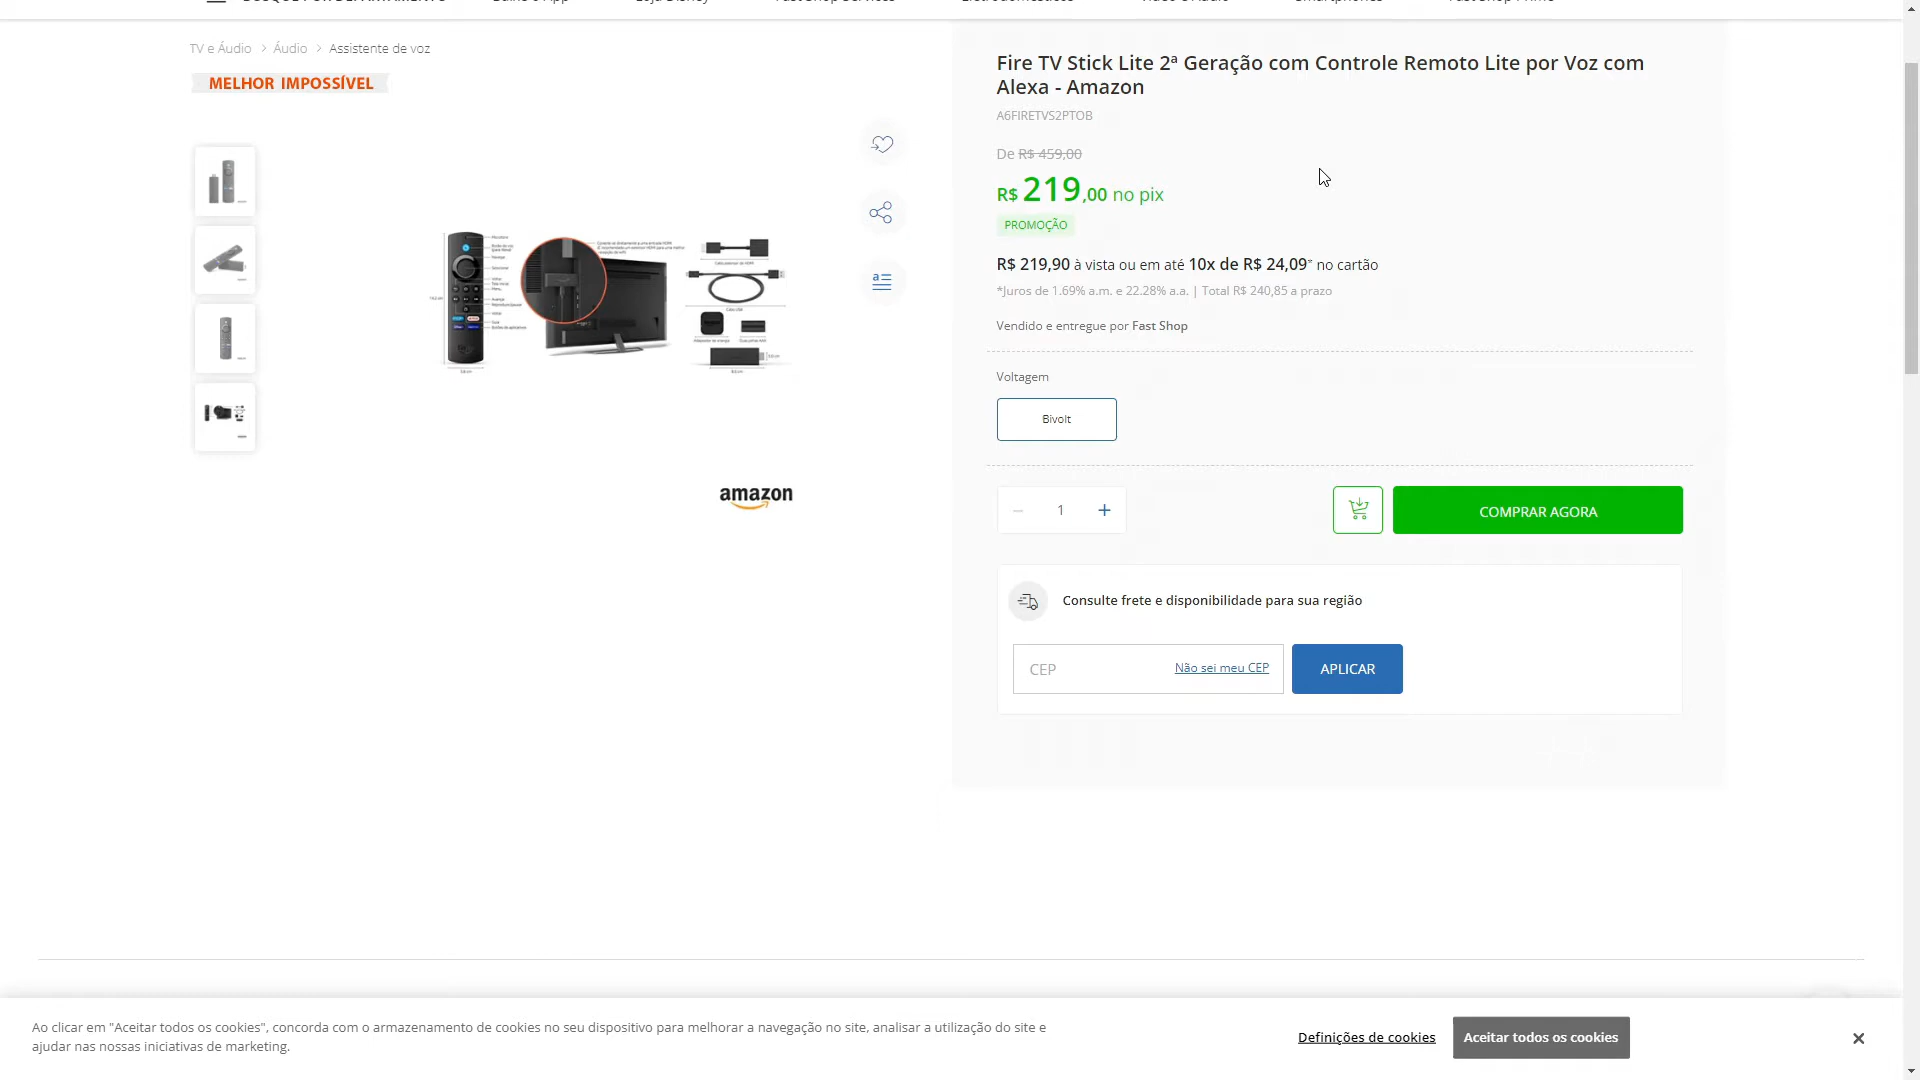 TV e Áudio > Áudio > Assistente de voz
MELHOR IMPOSSÍVEL
amazon
Fire TV Stick Lite 2ª Geração com Controle Remoto Lite por Voz com
Alexa - Amazon
A6FIRETVS2PTOB
De R$ 459,00
R$ 219,00 no pix
PROMOÇÃO
R$ 219,90 à vista ou em até 10x de R$ 24,09* no cartão
*Juros de 1.69% a.m. e 22.28% a.a. | Total R$ 240,85 a prazo
Vendido e entregue por Fast Shop
Voltagem
Bivolt
1
COMPRAR AGORA
Consulte frete e disponibilidade para sua região
CEP
Não sei meu CEP
APLICAR
Ao clicar em "Aceitar todos os cookies", concorda com o armazenamento de cookies no seu dispositivo para melhorar a navegação no site, analisar a utilização do site e
ajudar nas nossas iniciativas de marketing.
Definições de cookies
Aceitar todos os cookies